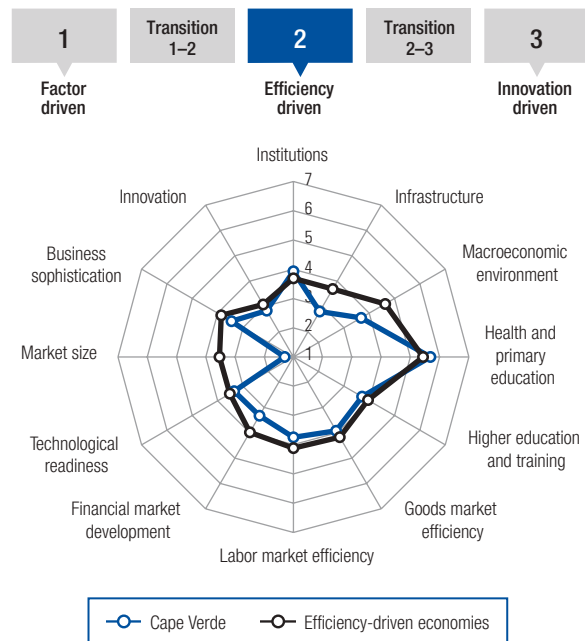 1
Transition
1–2
2
Transition
2–3
3
Factor
driven
Efficiency
driven
Innovation
driven
Institutions
Infrastructure
Macroeconomic
environment
Health and
primary
education
Higher education
and training
Goods market
efficiency
Labor market efficiency
Financial market
development
Technological
readiness
Market size
Business
sophistication
Innovation
7
6
5
4
3
2
1
Cape Verde
Efficiency-driven economies